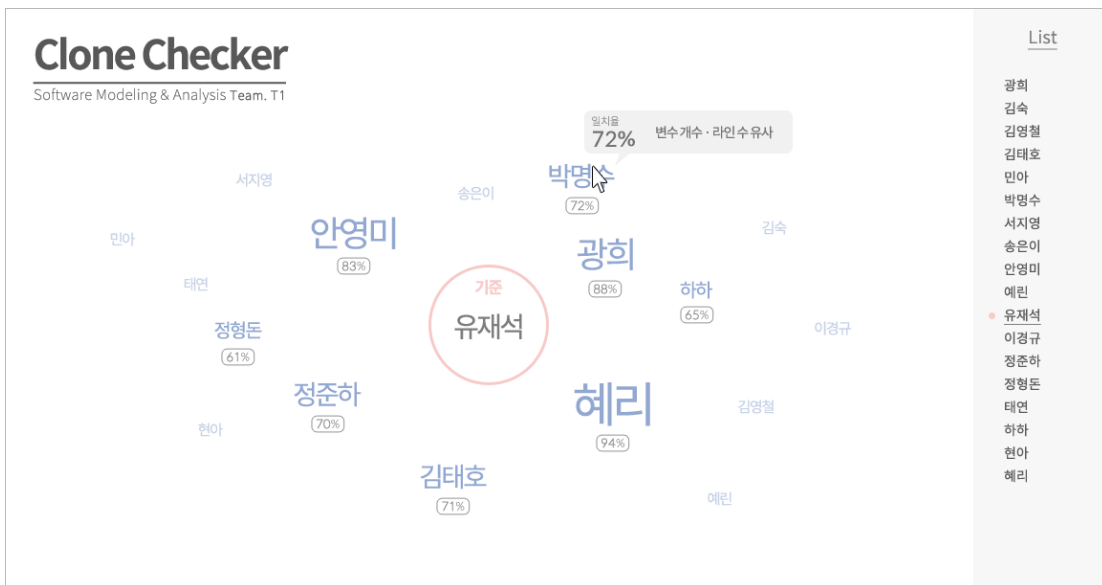 Clone Checker
Software Modeling & Analysis Team. T1
일치율
72%
변수 개수 · 라인 수 유사
박명수
72%
서지영
송은이
안영미
83%
민아
김숙
광희
88%
태연
기준
유재석
하하
65%
정형돈
61%
이경규
정준하
70%
혜리
94%
김영철
현아
김태호
71%
예린
List
광희
김숙
김영철
김태호
민아
박명수
서지영
송은이
안영미
예린
유재석
이경규
정준하
정형돈
태연
하하
현아
혜리